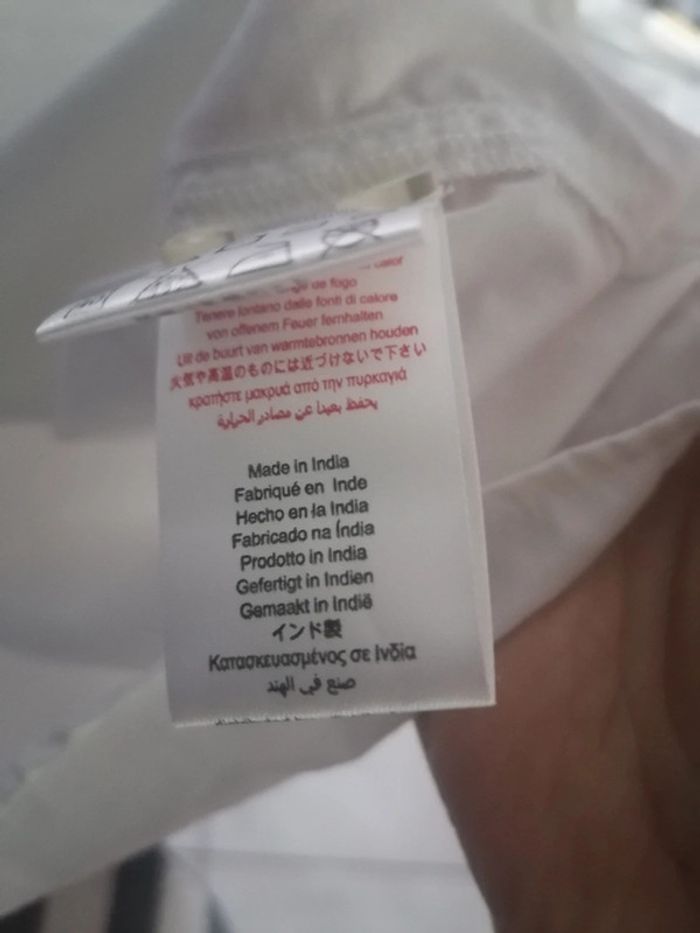 calor
de fogo
Tenere lontano dalle fonti di calore
von offenem Feuer fernhalten
Uit de buurt van warmtebronnen houden
火気や高温のものには近づけないで下さい
κρατήστε μακρυά από την πυρκαγιά
يحفظ بعيداً عن مصادر الحرارة
Made in India
Fabriqué en Inde
Hecho en la India
Fabricado na Índia
Prodotto in India
Gefertigt in Indien
Gemaakt in Indië
インド製
Κατασκευασμένος σε Ινδία
صنع في الهند